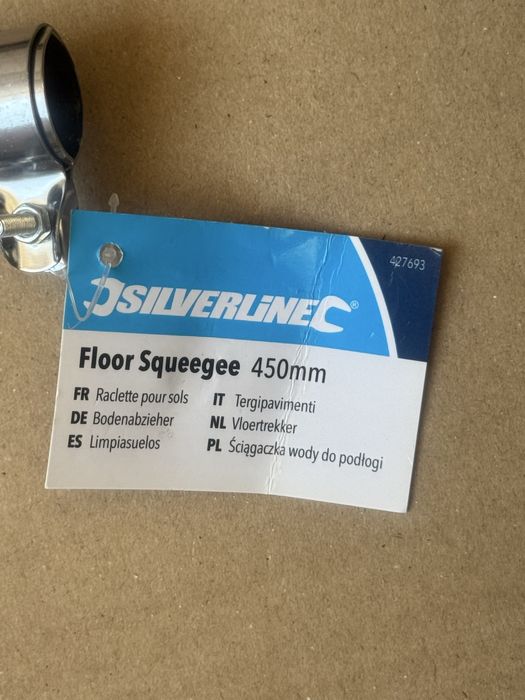 427693
SILVERLINE®
Floor Squeegee 450mm
FR Raclette pour sols
DE Bodenabzieher
ES Limpiasuelos
IT Tergipavimenti
NL Vloertrekker
PL Ściągaczka wody do podłogi